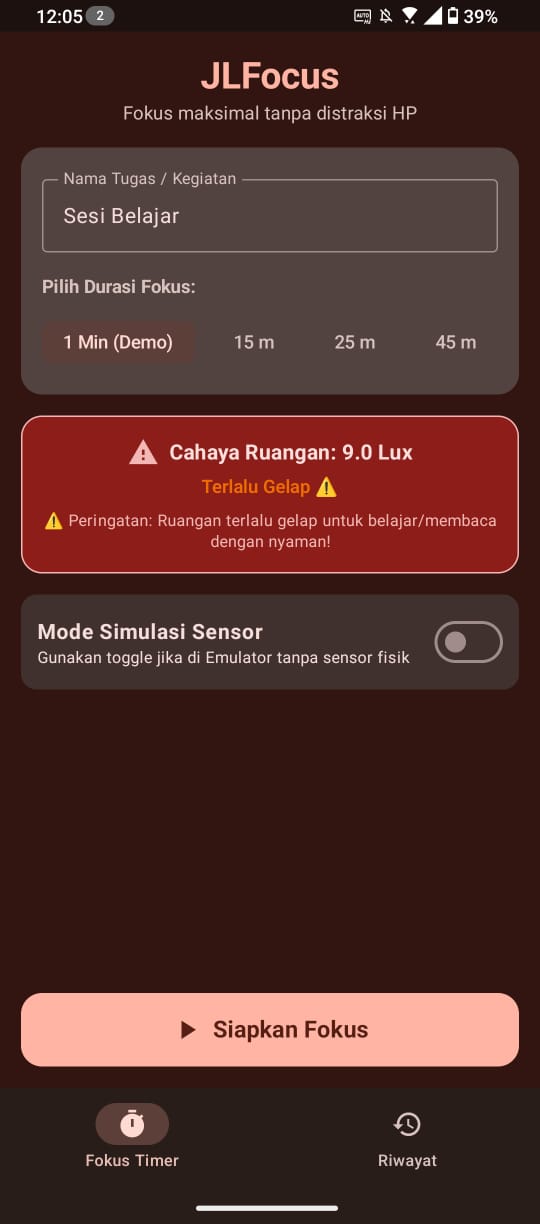 12:05 2 39%
JLFocus
Fokus maksimal tanpa distraksi HP
Nama Tugas / Kegiatan
Sesi Belajar
Pilih Durasi Fokus:
1 Min (Demo) 15 m 25 m 45 m
Cahaya Ruangan: 9.0 Lux
Terlalu Gelap ⚠️
⚠️ Peringatan: Ruangan terlalu gelap untuk belajar/membaca
dengan nyaman!
Mode Simulasi Sensor
Gunakan toggle jika di Emulator tanpa sensor fisik
Siapkan Fokus
Fokus Timer Riwayat